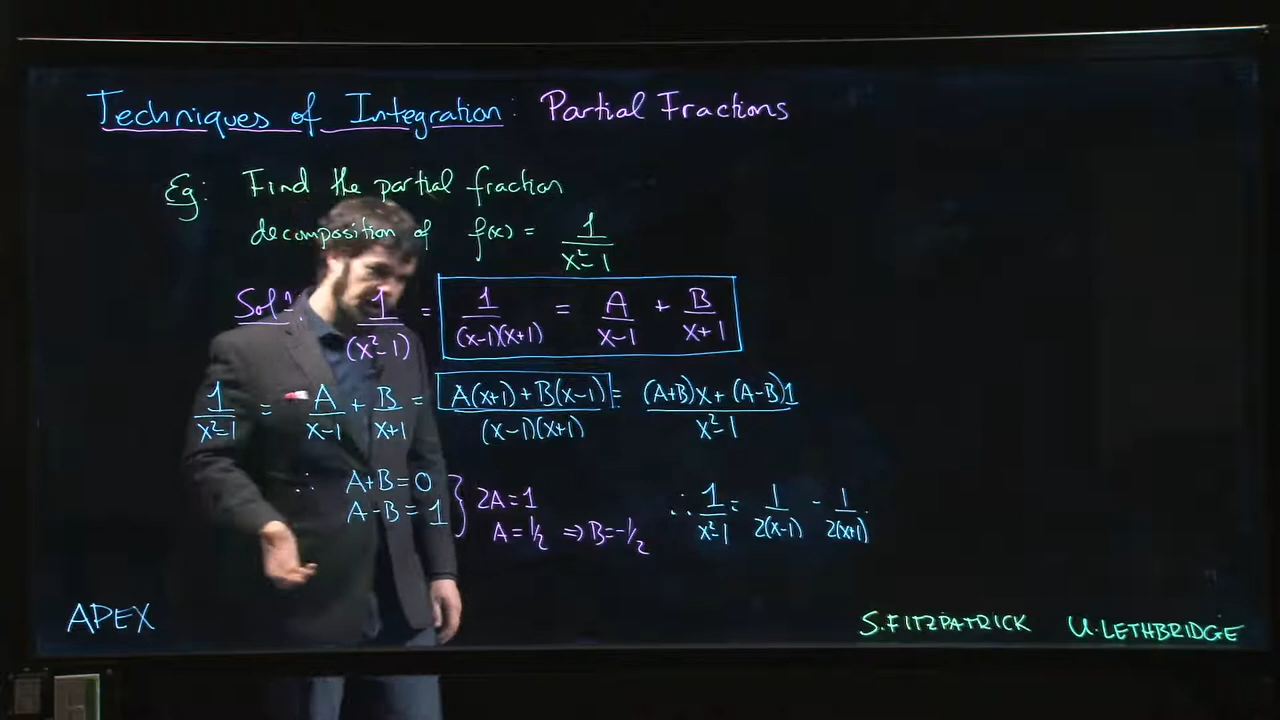 Techniques of Integration: Partial Fractions
Eg: Find the partial fraction
decomposition of f(x) = 1/(x²-1)
Sol'n: 1/(x²-1) = 1/((x-1)(x+1)) = A/(x-1) + B/(x+1)
1/(x²-1) = A/(x-1) + B/(x+1) = (A(x+1) + B(x-1))/((x-1)(x+1)) = ((A+B)x + (A-B)1)/(x²-1)
∴ A+B=0
A-B=1
} 2A=1
A=1/2 ⇒ B=-1/2
∴ 1/(x²-1) = 1/(2(x-1)) - 1/(2(x+1)).
APEX
S.FITZPATRICK U.LETHBRIDGE